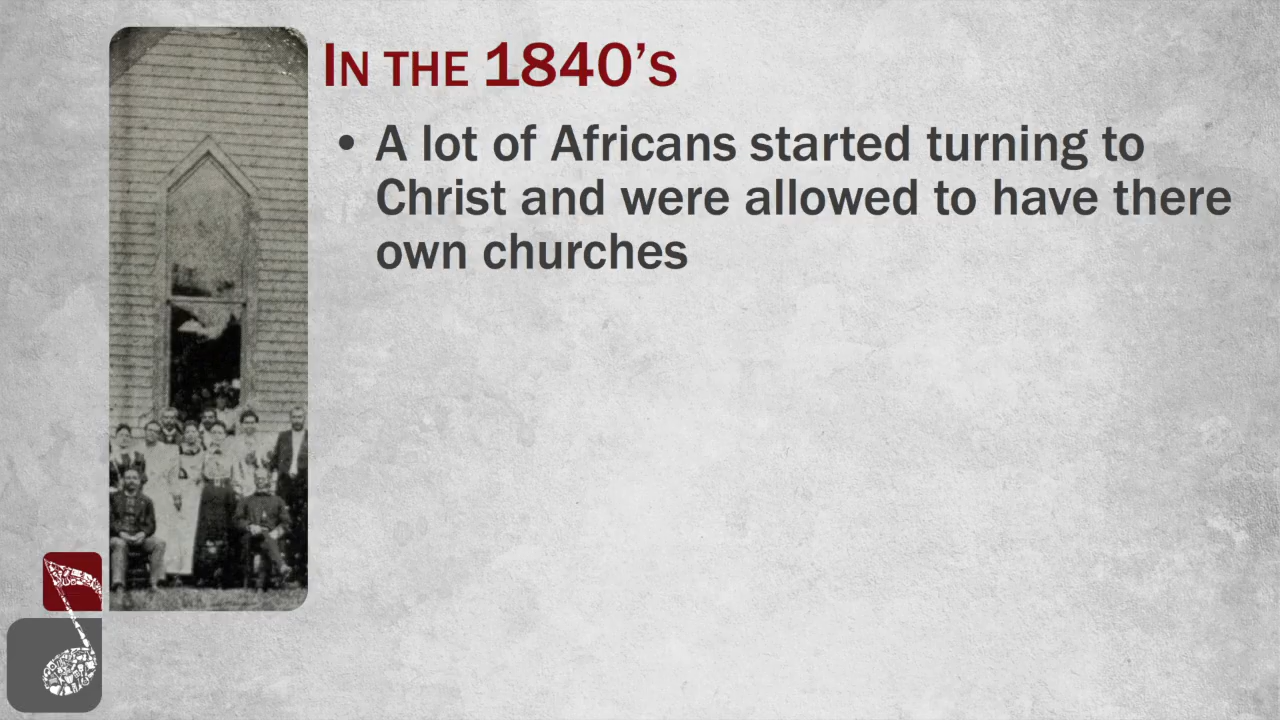 In the 1840’s
• A lot of Africans started turning to
Christ and were allowed to have there
own churches